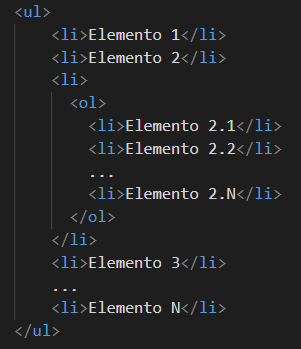 <ul>
<li>Elemento 1</li>
<li>Elemento 2</li>
<li>
<ol>
<li>Elemento 2.1</li>
<li>Elemento 2.2</li>
...
<li>Elemento 2.N</li>
</ol>
</li>
<li>Elemento 3</li>
...
<li>Elemento N</li>
</ul>